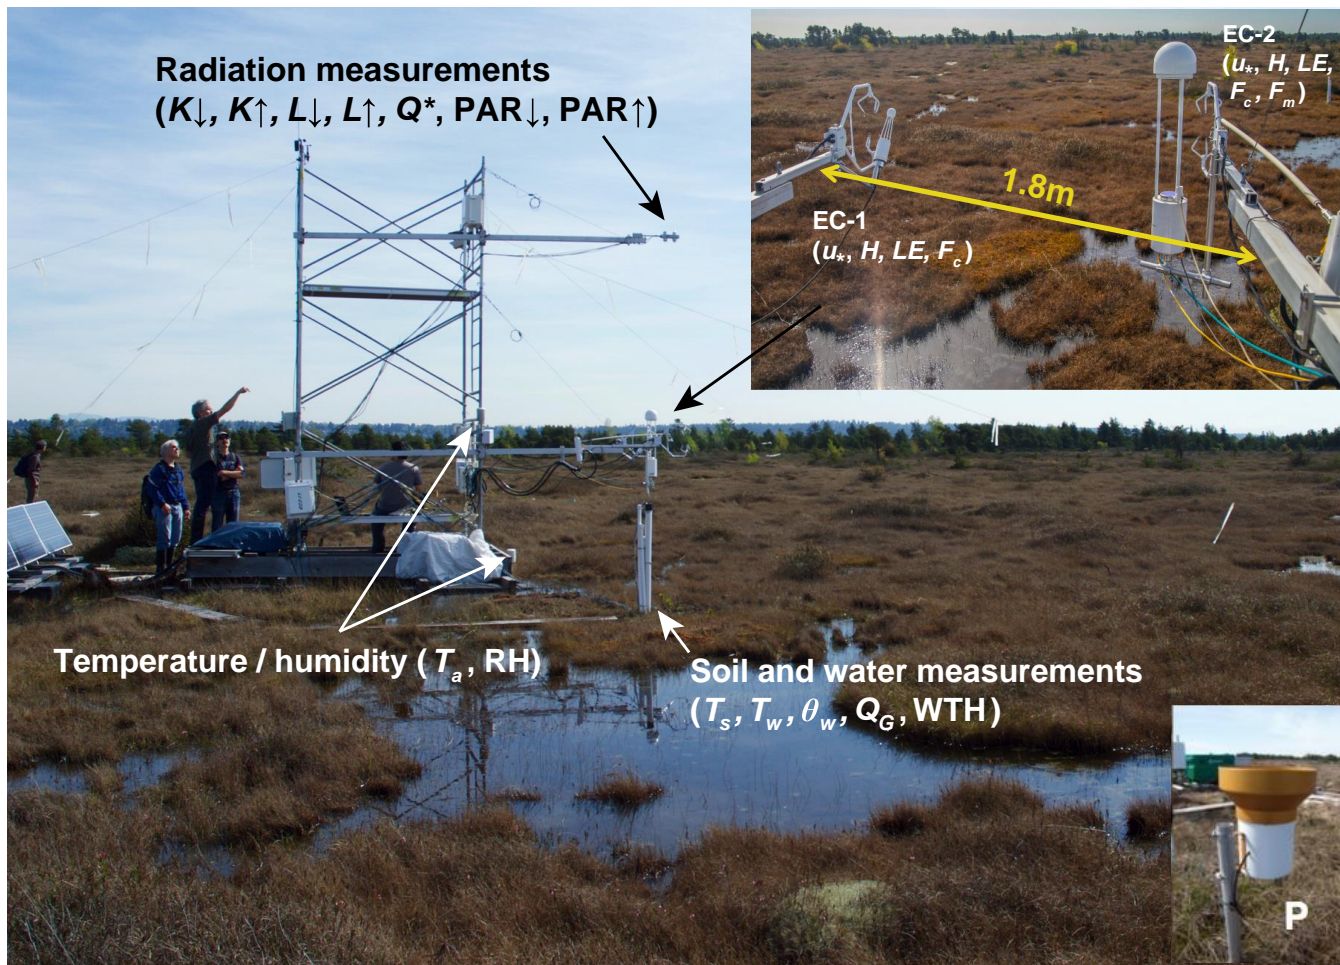 Radiation measurements
(K↓, K↑, L↓, L↑, Q*, PAR↓, PAR↑)
EC-2
(u*, H, LE,
Fc, Fm)
1.8m
EC-1
(u*, H, LE, Fc)
Temperature / humidity (Ta, RH)
Soil and water measurements
(Ts, Tw, θw, QG, WTH)
P